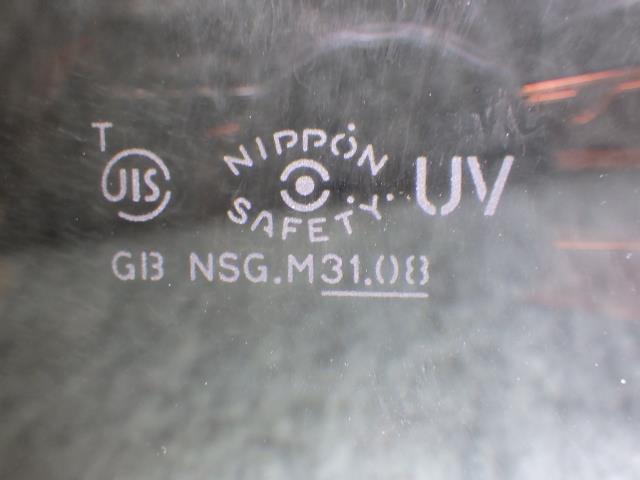 T
JIS
NIPPON
SAFETY
UV
GB NSG.M31.08